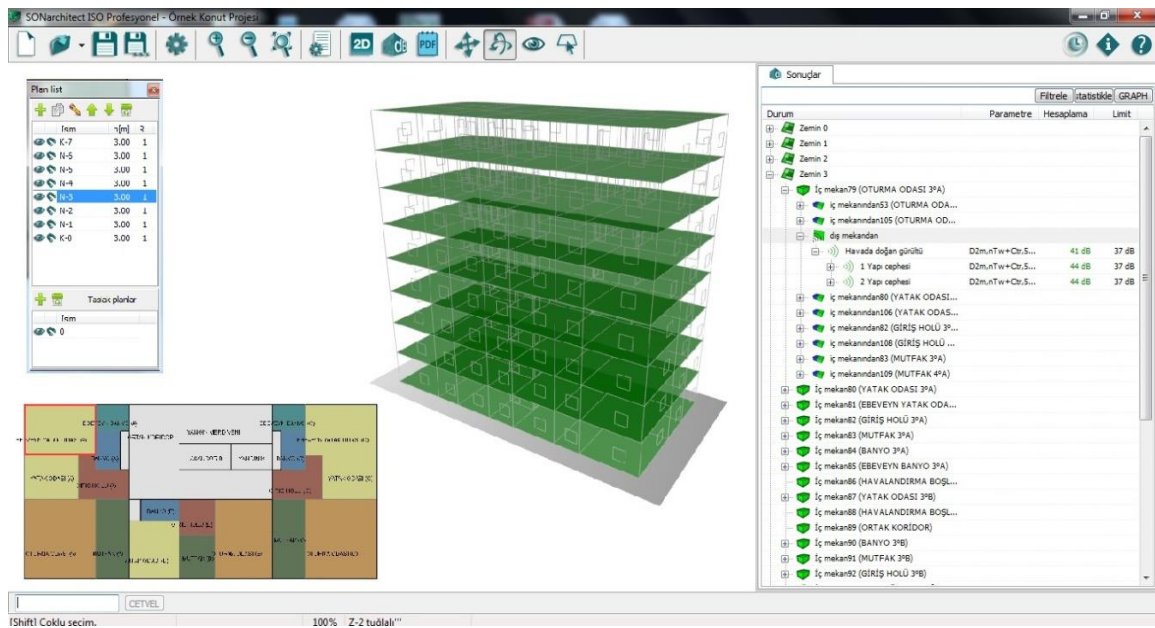 SONarchitect ISO Profesyonel - Örnek Konut Projesi
2D
PDF
Plan list
K-7 3.00 1
N-5 3.00 1
N-4 3.00 1
N-3 3.00 1
N-2 3.00 1
N-1 3.00 1
K-0 3.00 1
0
Sonuçlar
Filtrele GRAPH
Durum Parametre Hesaplama Limit
Zemin 0
Zemin 1
Zemin 2
Zemin 3
İç mekan79 (OTURMA ODASI 3ºA)
iç mekanından53 (OTURMA ODA...
iç mekanından105 (OTURMA OD...
dış mekandan
Havada doğan gürültü D2m,nTw+Ctr,S... 41 dB 37 dB
1 Yapı cephesi D2m,nTw+Ctr,S... 44 dB 37 dB
2 Yapı cephesi D2m,nTw+Ctr,S... 44 dB 37 dB
iç mekanından80 (YATAK ODASI...
iç mekanından106 (YATAK ODAS...
iç mekanından82 (GİRİŞ HOLÜ 3º...
iç mekanından108 (GİRİŞ HOLÜ ...
iç mekanından83 (MUTFAK 3ºA)
iç mekanından109 (MUTFAK 4ºA)
İç mekan80 (YATAK ODASI 3ºA)
İç mekan81 (EBEVEYN YATAK ODA...
İç mekan82 (GİRİŞ HOLÜ 3ºA)
İç mekan83 (MUTFAK 3ºA)
İç mekan84 (BANYO 3ºA)
İç mekan85 (EBEVEYN BANYO 3ºA)
İç mekan86 (HAVALANDIRMA BOŞL...
İç mekan87 (YATAK ODASI 3ºB)
İç mekan88 (HAVALANDIRMA BOŞL...
İç mekan89 (ORTAK KORİDOR)
İç mekan90 (BANYO 3ºB)
İç mekan91 (MUTFAK 3ºB)
İç mekan92 (GİRİŞ HOLÜ 3ºB)
CETVEL
[Shift] Çoklu seçim. 100% Z-2 tuğlalı'''